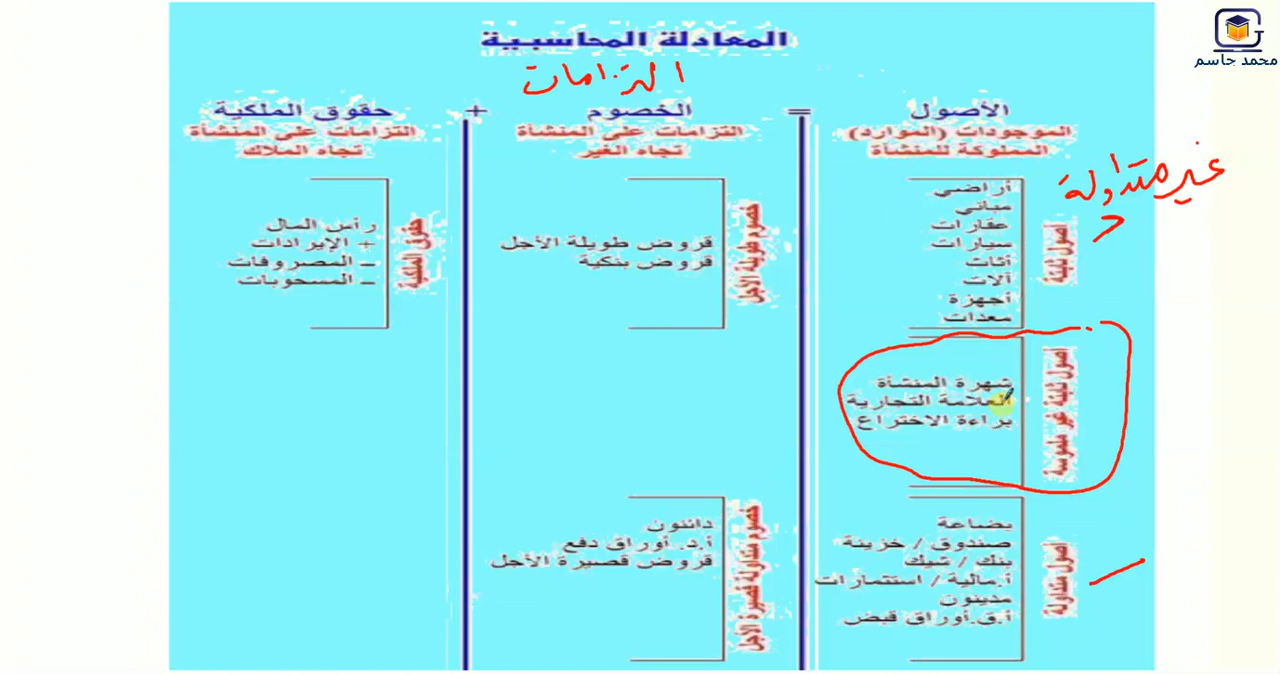 محمد جاسم
المعادلة المحاسبية
التزامات
الأصول = الخصوم + حقوق الملكية
الموجودات (الموارد)
المملوكة للمنشأة
التزامات على المنشأة
تجاه الغير
التزامات على المنشأة
تجاه الملاك
غير متداولة
أصول ثابتة
أراضي
مباني
عقارات
سيارات
أثاث
ألات
أجهزة
معدات
خصوم طويلة الأجل
قروض طويلة الأجل
قروض بنكية
حقوق الملكية
رأس المال
+ الإيرادات
– المصروفات
– المسحوبات
أصول ثابتة غير ملموسة
شهرة المنشأة
العلامة التجارية
براءة الاختراع
أصول متداولة
بضاعة
صندوق / خزينة
بنك / شيك
أ.مالية / استثمارات
مدينون
أ.ق.أوراق قبض
خصوم متداولة قصيرة الأجل
دائنون
أ.د. أوراق دفع
قروض قصيرة الأجل